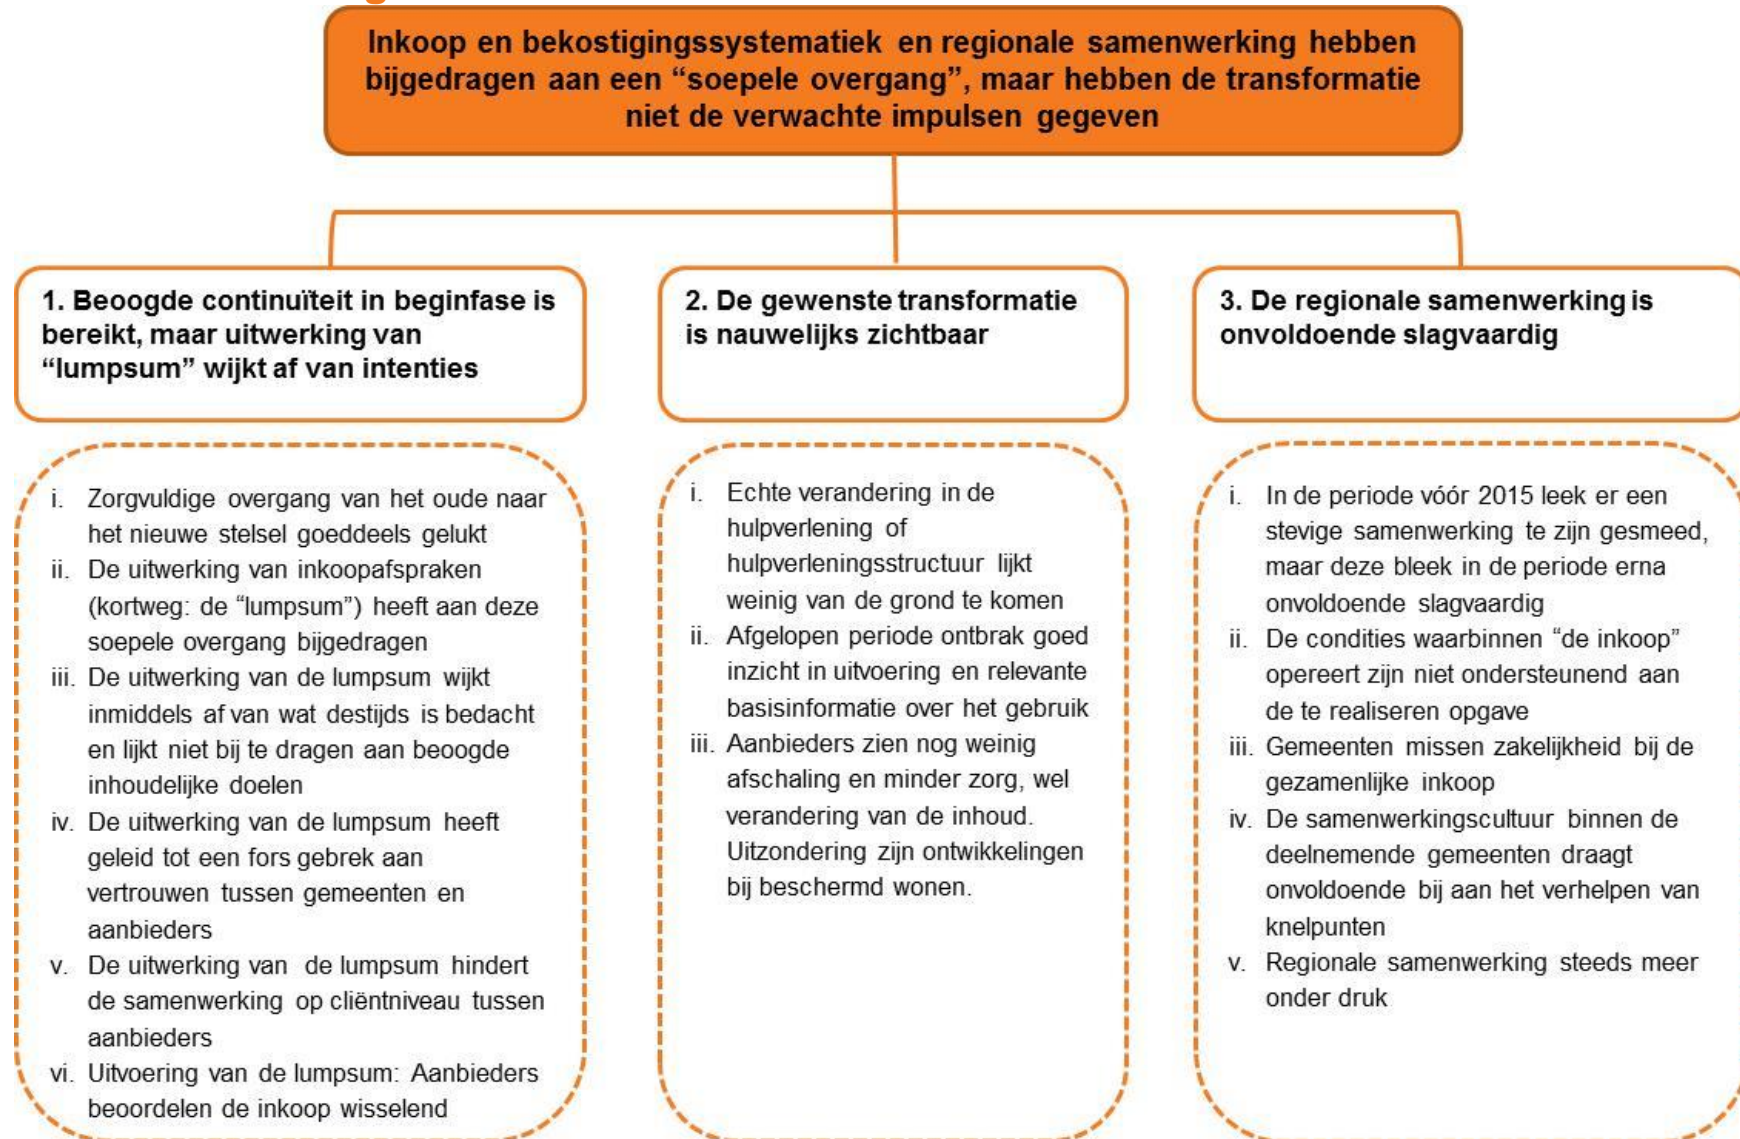 Inkoop en bekostigingssystematiek en regionale samenwerking hebben
bijgedragen aan een “soepele overgang”, maar hebben de transformatie
niet de verwachte impulsen gegeven
1. Beoogde continuïteit in beginfase is
bereikt, maar uitwerking van
“lumpsum” wijkt af van intenties
i. Zorgvuldige overgang van het oude naar
het nieuwe stelsel goeddeels gelukt
ii. De uitwerking van inkoopafspraken
(kortweg: de “lumpsum”) heeft aan deze
soepele overgang bijgedragen
iii. De uitwerking van de lumpsum wijkt
inmiddels af van wat destijds is bedacht
en lijkt niet bij te dragen aan beoogde
inhoudelijke doelen
iv. De uitwerking van de lumpsum heeft
geleid tot een fors gebrek aan
vertrouwen tussen gemeenten en
aanbieders
v. De uitwerking van de lumpsum hindert
de samenwerking op cliëntniveau tussen
aanbieders
vi. Uitvoering van de lumpsum: Aanbieders
beoordelen de inkoop wisselend
2. De gewenste transformatie
is nauwelijks zichtbaar
i. Echte verandering in de
hulpverlening of
hulpverleningsstructuur lijkt
weinig van de grond te komen
ii. Afgelopen periode ontbrak goed
inzicht in uitvoering en relevante
basisinformatie over het gebruik
iii. Aanbieders zien nog weinig
afschaling en minder zorg, wel
verandering van de inhoud.
Uitzondering zijn ontwikkelingen
bij beschermd wonen.
3. De regionale samenwerking is
onvoldoende slagvaardig
i. In de periode vóór 2015 leek er een
stevige samenwerking te zijn gesmeed,
maar deze bleek in de periode erna
onvoldoende slagvaardig
ii. De condities waarbinnen “de inkoop”
opereert zijn niet ondersteunend aan
de te realiseren opgave
iii. Gemeenten missen zakelijkheid bij de
gezamenlijke inkoop
iv. De samenwerkingscultuur binnen de
deelnemende gemeenten draagt
onvoldoende bij aan het verhelpen van
knelpunten
v. Regionale samenwerking steeds meer
onder druk